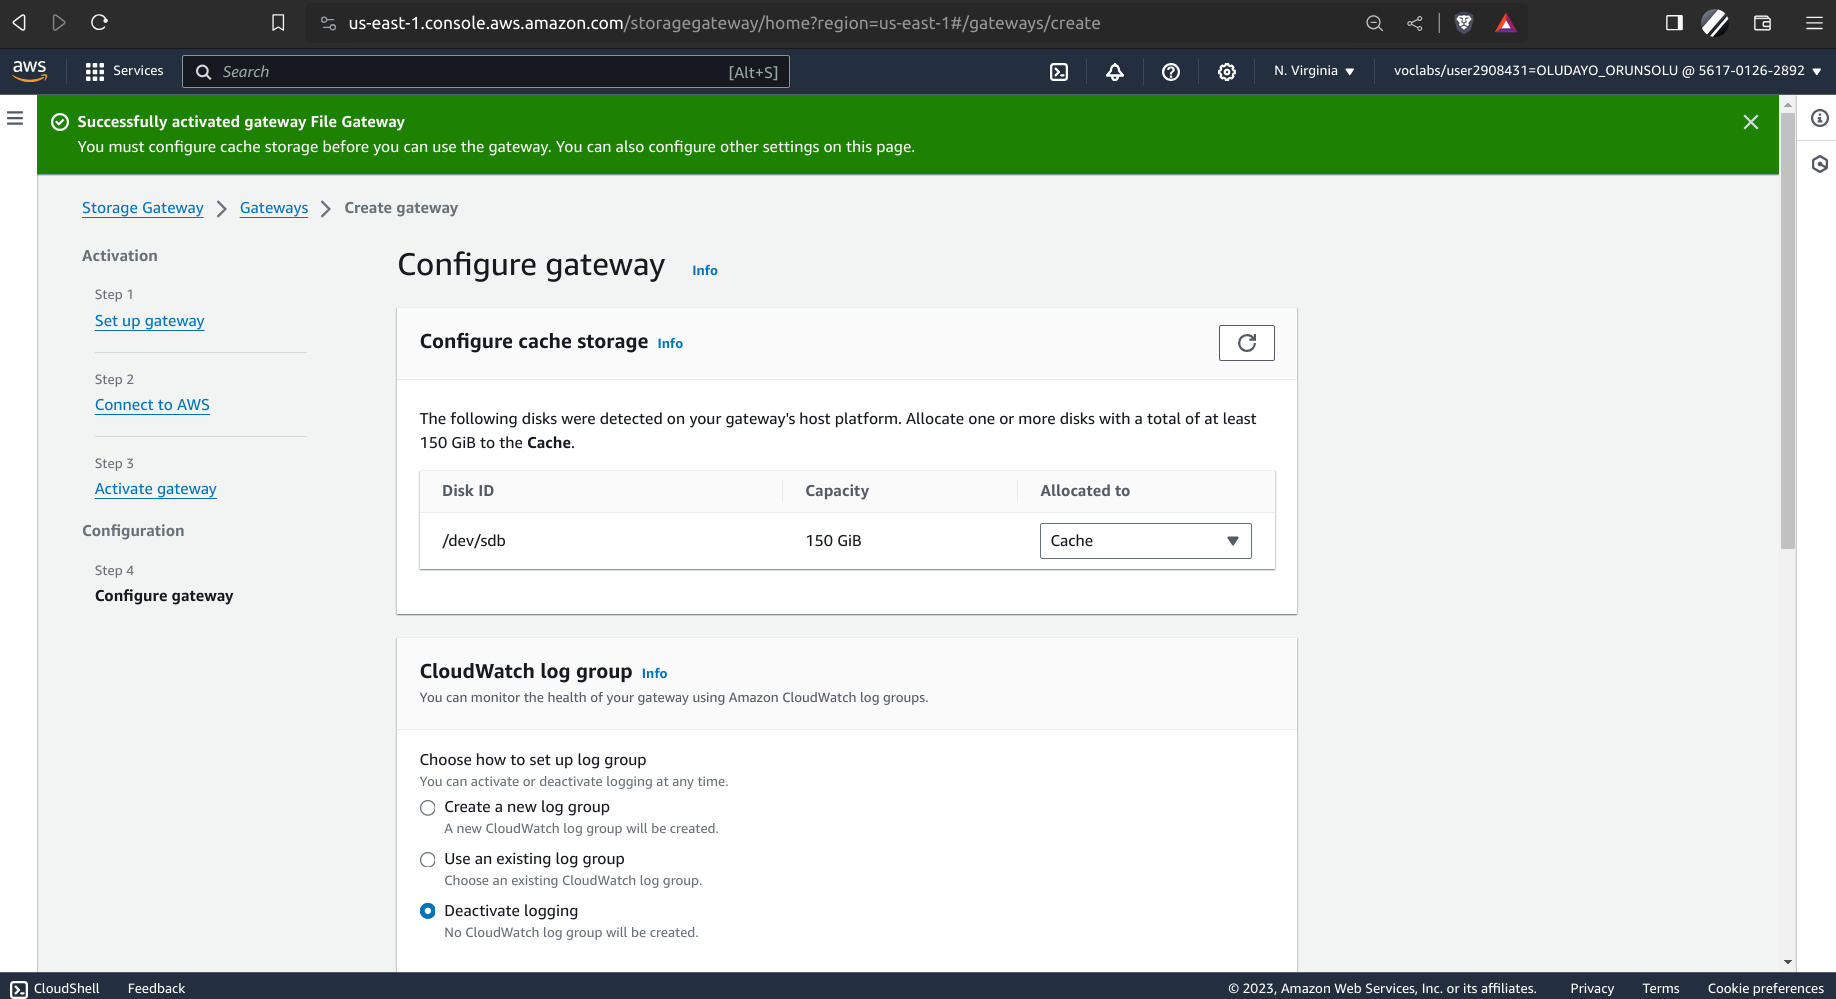 us-east-1.console.aws.amazon.com/storagegateway/home?region=us-east-1#/gateways/create
aws
Services
Search
[Alt+S]
N. Virginia
voclabs/user2908431=OLUDAYO_ORUNSOLU @ 5617-0126-2892
Successfully activated gateway File Gateway
You must configure cache storage before you can use the gateway. You can also configure other settings on this page.
Storage Gateway
Gateways
Create gateway
Activation
Step 1
Set up gateway
Step 2
Connect to AWS
Step 3
Activate gateway
Configuration
Step 4
Configure gateway
Configure gateway
Info
Configure cache storage Info
The following disks were detected on your gateway's host platform. Allocate one or more disks with a total of at least
150 GiB to the Cache.
Disk ID
Capacity
Allocated to
/dev/sdb
150 GiB
Cache
CloudWatch log group Info
You can monitor the health of your gateway using Amazon CloudWatch log groups.
Choose how to set up log group
You can activate or deactivate logging at any time.
Create a new log group
A new CloudWatch log group will be created.
Use an existing log group
Choose an existing CloudWatch log group.
Deactivate logging
No CloudWatch log group will be created.
CloudShell
Feedback
© 2023, Amazon Web Services, Inc. or its affiliates.
Privacy
Terms
Cookie preferences